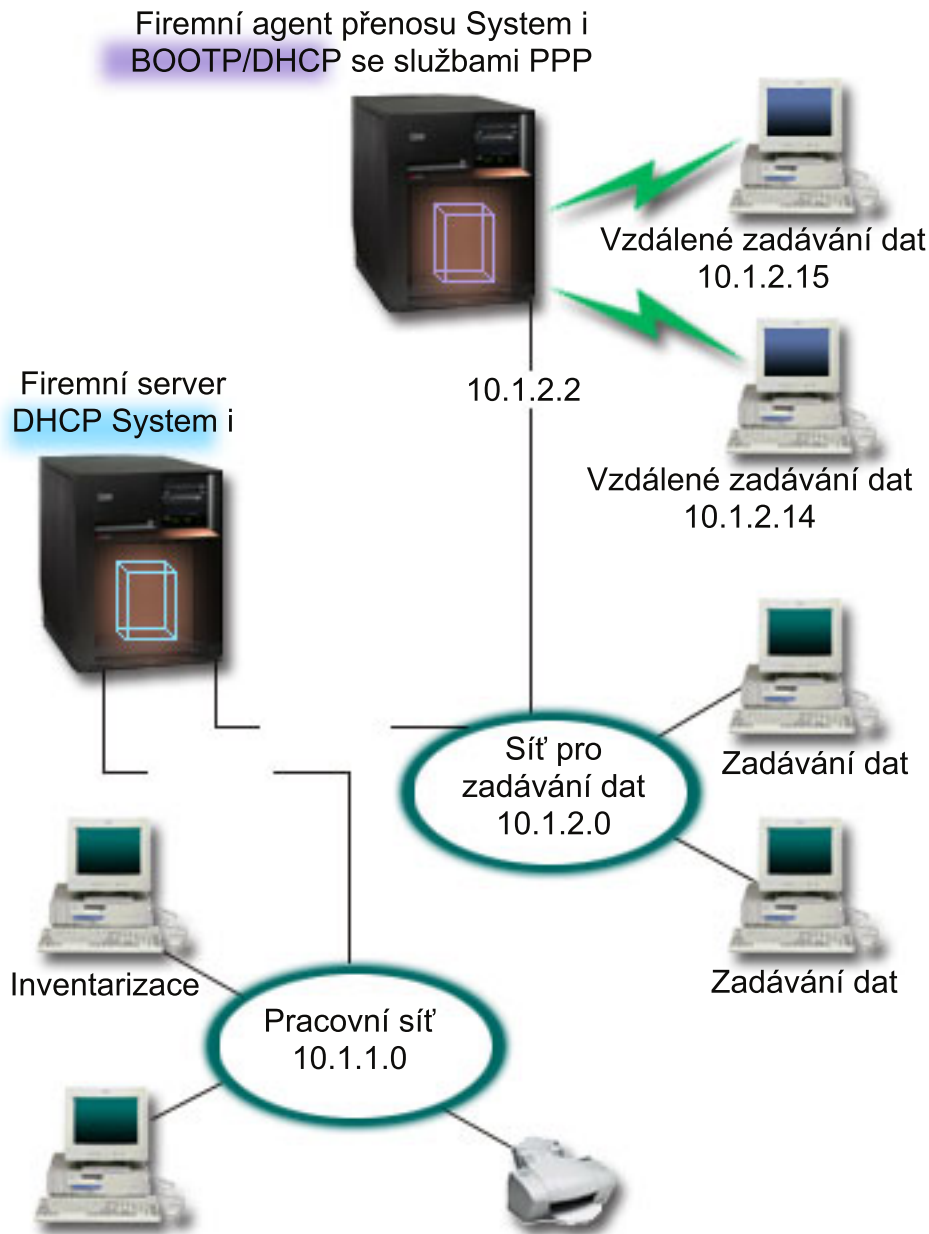 Firemní agent přenosu System i
BOOTP/DHCP se službami PPP
Vzdálené zadávání dat
10.1.2.15
10.1.2.2
Firemní server
DHCP System i
Vzdálené zadávání dat
10.1.2.14
Síť pro
zadávání dat
10.1.2.0
Zadávání dat
Zadávání dat
Inventarizace
Pracovní síť
10.1.1.0